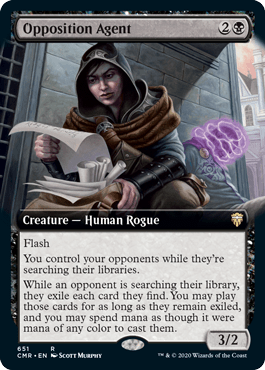 Opposition Agent 2
Creature — Human Rogue
Flash
You control your opponents while they're
searching their libraries.
While an opponent is searching their library,
they exile each card they find. You may play
those cards for as long as they remain exiled,
and you may spend mana as though it were
mana of any color to cast them.
651 R
CMR • EN SCOTT MURPHY
3/2
™ & © 2020 Wizards of the Coast